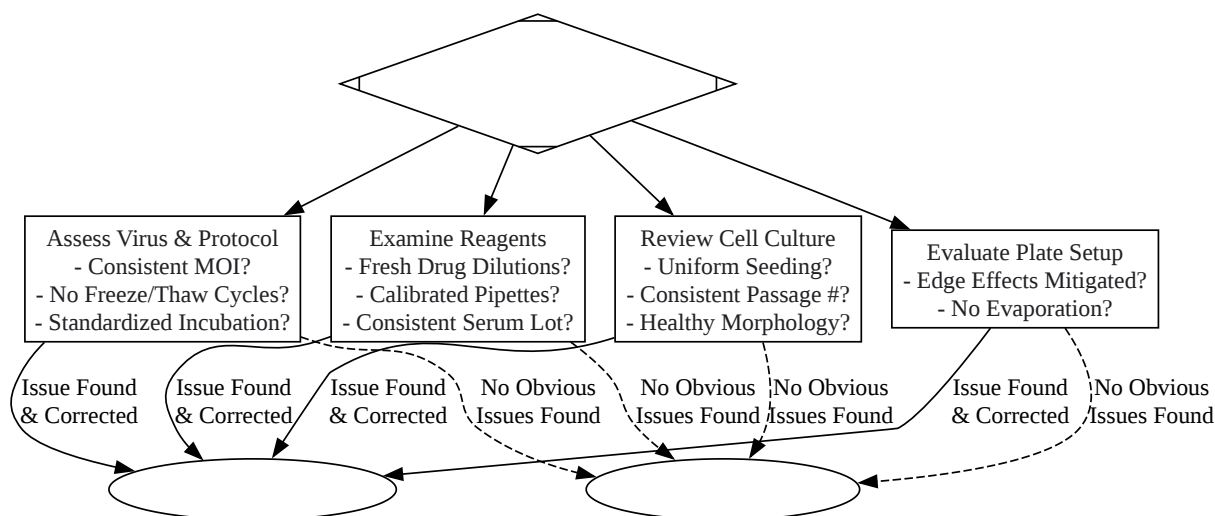 Assess Virus & Protocol
- Consistent MOI?
- No Freeze/Thaw Cycles?
- Standardized Incubation?
Examine Reagents
- Fresh Drug Dilutions?
- Calibrated Pipettes?
- Consistent Serum Lot?
Review Cell Culture
- Uniform Seeding?
- Consistent Passage #?
- Healthy Morphology?
Evaluate Plate Setup
- Edge Effects Mitigated?
- No Evaporation?
Issue Found
& Corrected
Issue Found
& Corrected
Issue Found
& Corrected
No Obvious
Issues Found
No Obvious
Issues Found
No Obvious
Issues Found
Issue Found
& Corrected
No Obvious
Issues Found